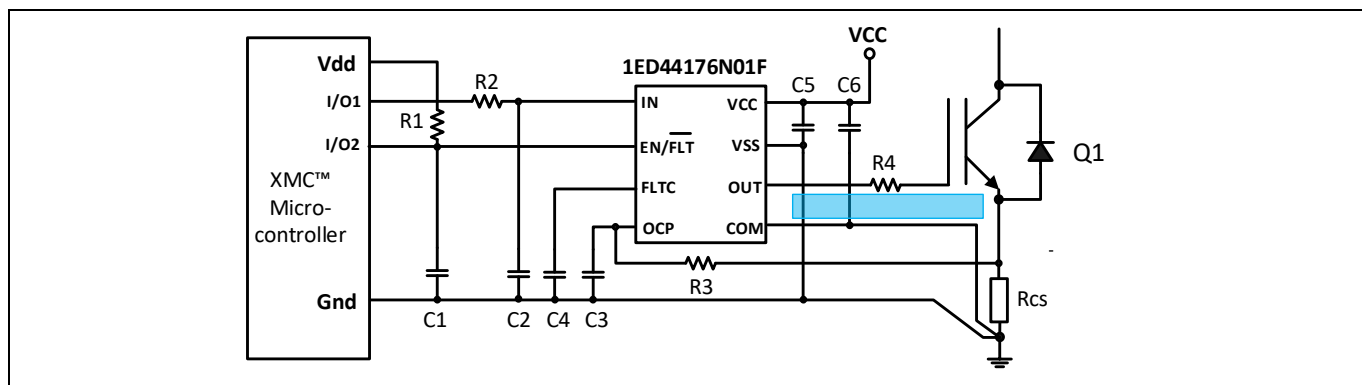 VCC
Vdd
1ED44176N01F
R2
C5
C6
I/O1
IN
VCC
R1
I/O2
EN/FLT
VSS
Q1
R4
XMC™
Micro-
controller
FLTC
OUT
OCP
COM
-
R3
Rcs
Gnd
C1
C2
C4
C3